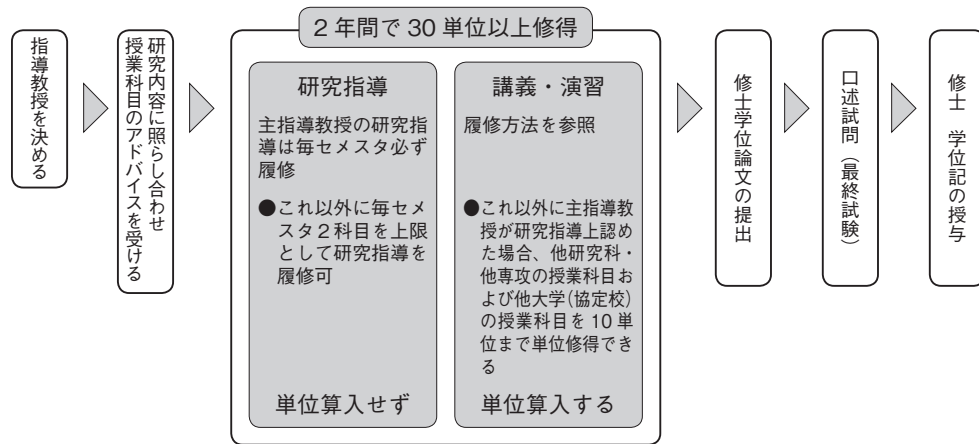 指導教授を決める
研究内容に照らし合わせ
授業科目のアドバイスを受ける
2年間で30単位以上修得
研究指導
主指導教授の研究指
導は毎セメスタ必ず
履修
●これ以外に毎セメ
スタ2科目を上限
として研究指導を
履修可
単位算入せず
講義・演習
履修方法を参照
●これ以外に主指導教
授が研究指導上認め
た場合、他研究科・
他専攻の授業科目お
よび他大学(協定校)
の授業科目を10単
位まで単位修得でき
る
単位算入する
修士学位論文の提出
口述試問（最終試験）
修士　学位記の授与